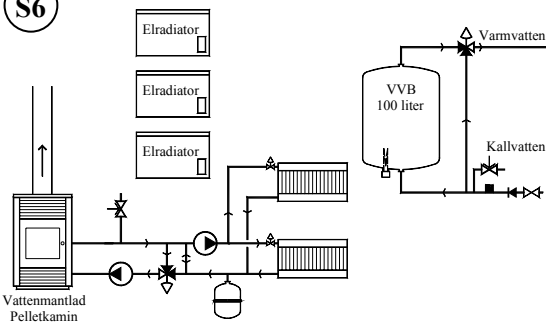 S6
Elradiator
Elradiator
Elradiator
Varmvatten
VVB
100 liter
Kallvatten
Vattenmantlad
Pelletkamin